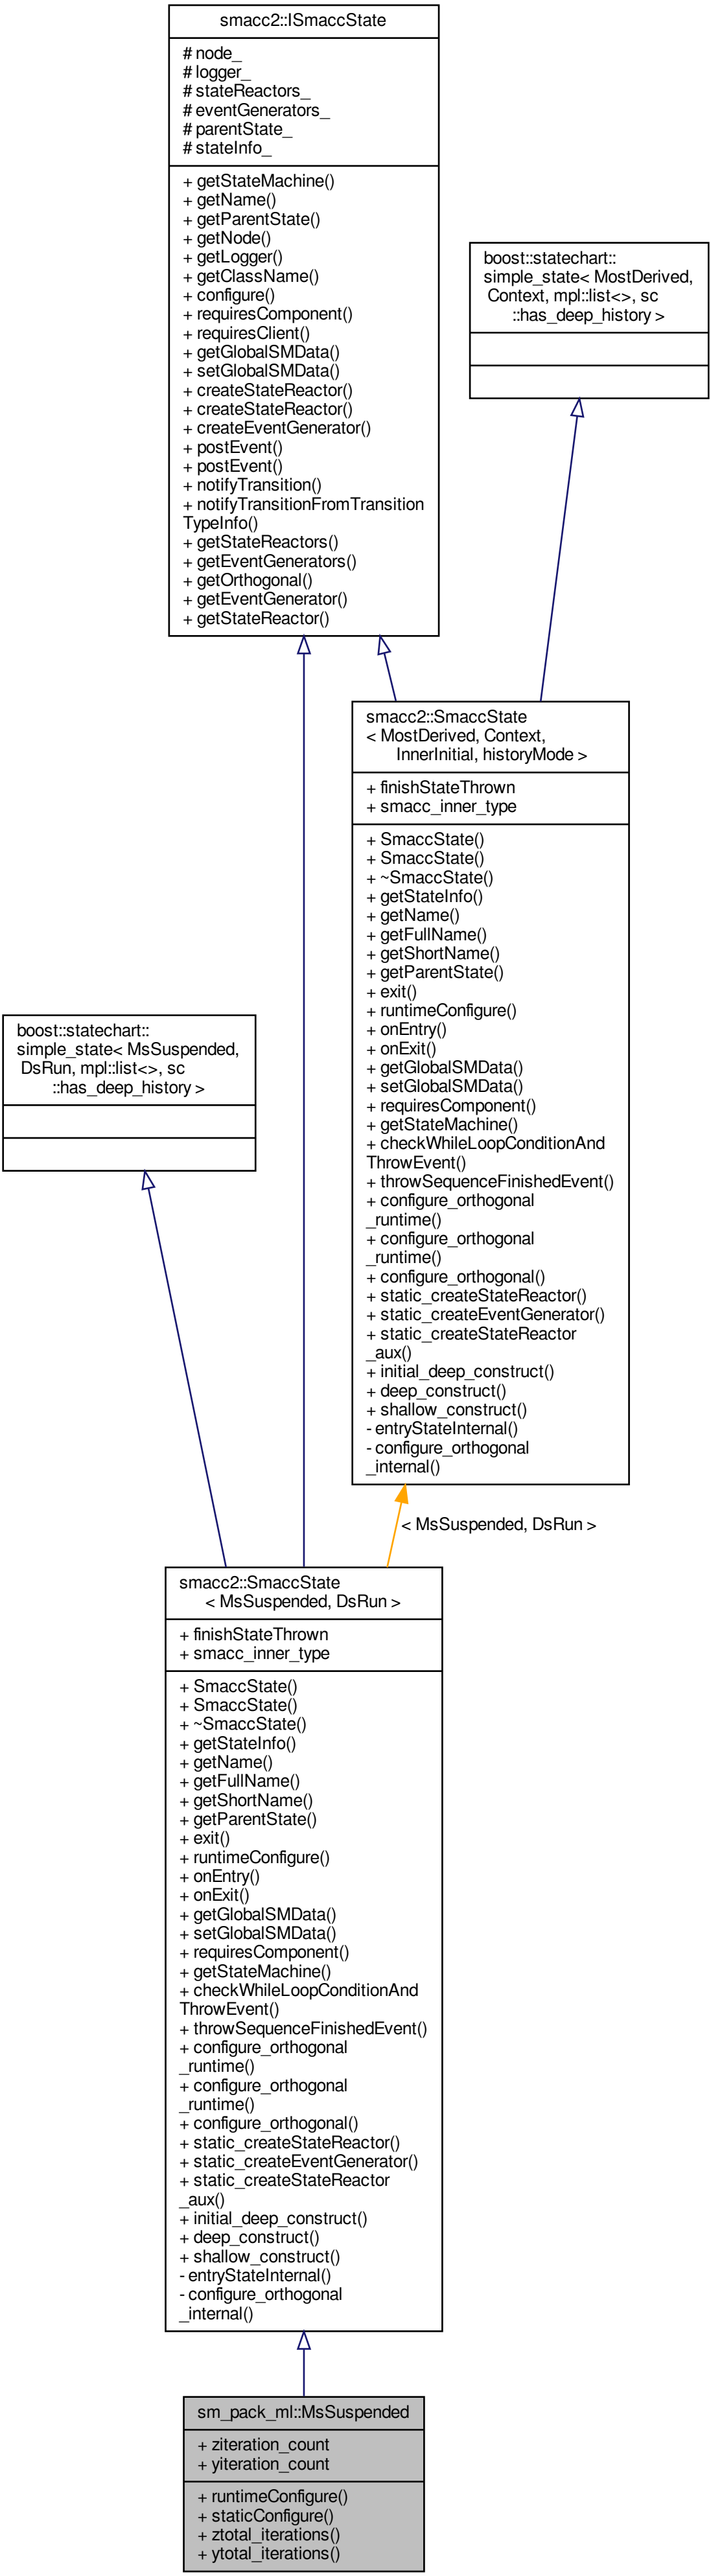 smacc2::ISmaccState
# node_
# logger_
# stateReactors_
# eventGenerators_
# parentState_
# stateInfo_
+ getStateMachine()
+ getName()
+ getParentState()
+ getNode()
+ getLogger()
+ getClassName()
+ configure()
+ requiresComponent()
+ requiresClient()
+ getGlobalSMData()
+ setGlobalSMData()
+ createStateReactor()
+ createStateReactor()
+ createEventGenerator()
+ postEvent()
+ postEvent()
+ notifyTransition()
+ notifyTransitionFromTransition
TypeInfo()
+ getStateReactors()
+ getEventGenerators()
+ getOrthogonal()
+ getEventGenerator()
+ getStateReactor()
boost::statechart::
simple_state< MostDerived,
Context, mpl::list<>, sc
::has_deep_history >
smacc2::SmaccState
< MostDerived, Context,
InnerInitial, historyMode >
+ finishStateThrown
+ smacc_inner_type
+ SmaccState()
+ SmaccState()
+ ~SmaccState()
+ getStateInfo()
+ getName()
+ getFullName()
+ getShortName()
+ getParentState()
+ exit()
+ runtimeConfigure()
+ onEntry()
+ onExit()
+ getGlobalSMData()
+ setGlobalSMData()
+ requiresComponent()
+ getStateMachine()
+ checkWhileLoopConditionAnd
ThrowEvent()
+ throwSequenceFinishedEvent()
+ configure_orthogonal
_runtime()
+ configure_orthogonal
_runtime()
+ configure_orthogonal()
+ static_createStateReactor()
+ static_createEventGenerator()
+ static_createStateReactor
_aux()
+ initial_deep_construct()
+ deep_construct()
+ shallow_construct()
- entryStateInternal()
- configure_orthogonal
_internal()
boost::statechart::
simple_state< MsSuspended,
DsRun, mpl::list<>, sc
::has_deep_history >
< MsSuspended, DsRun >
smacc2::SmaccState
< MsSuspended, DsRun >
+ finishStateThrown
+ smacc_inner_type
+ SmaccState()
+ SmaccState()
+ ~SmaccState()
+ getStateInfo()
+ getName()
+ getFullName()
+ getShortName()
+ getParentState()
+ exit()
+ runtimeConfigure()
+ onEntry()
+ onExit()
+ getGlobalSMData()
+ setGlobalSMData()
+ requiresComponent()
+ getStateMachine()
+ checkWhileLoopConditionAnd
ThrowEvent()
+ throwSequenceFinishedEvent()
+ configure_orthogonal
_runtime()
+ configure_orthogonal
_runtime()
+ configure_orthogonal()
+ static_createStateReactor()
+ static_createEventGenerator()
+ static_createStateReactor
_aux()
+ initial_deep_construct()
+ deep_construct()
+ shallow_construct()
- entryStateInternal()
- configure_orthogonal
_internal()
sm_pack_ml::MsSuspended
+ ziteration_count
+ yiteration_count
+ runtimeConfigure()
+ staticConfigure()
+ ztotal_iterations()
+ ytotal_iterations()